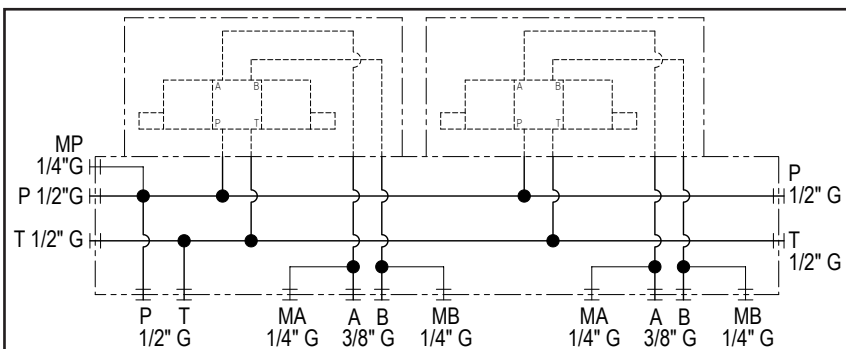 A B
P T
A B
P T
MP
1/4"G
P 1/2"G
T 1/2" G
P
1/2" G
T
1/2" G
P T MA A B MB MA A B MB
1/2" G 1/4" G 3/8" G 1/4" G 1/4" G 3/8" G 1/4" G